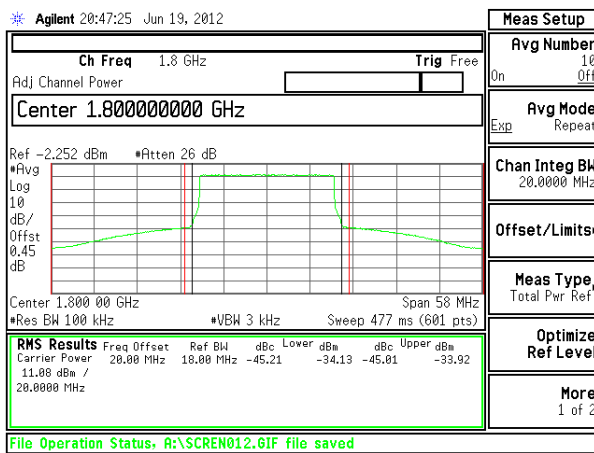 Agilent 20:47:25 Jun 19, 2012
Meas Setup
Ch Freq 1.8 GHz Trig Free
Adj Channel Power
Center 1.800000000 GHz
Ref -2.252 dBm #Atten 26 dB
#Avg
Log
10
dB/
Offst
0.45
dB
Center 1.800 00 GHz Span 58 MHz
#Res BW 100 kHz #VBW 3 kHz Sweep 477 ms (601 pts)
RMS Results Freq Offset Ref BW dBc Lower dBm dBc Upper dBm
Carrier Power 20.00 MHz 18.00 MHz -45.21 -34.13 -45.01 -33.92
11.08 dBm /
20.0000 MHz
File Operation Status, A:\SCREN012.GIF file saved
Avg Number
10
On Off
Avg Mode
Exp Repeat
Chan Integ BW
20.0000 MHz
Offset/Limits
Meas Type
Total Pwr Ref
Optimize
Ref Level
More
1 of 2